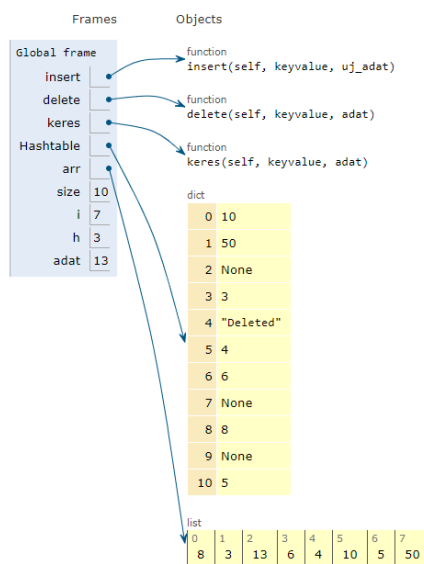 Frames Objects
Global frame
insert
delete
keres
Hashtable
arr
size 10
i 7
h 3
adat 13
function
insert(self, keyvalue, uj_adat)
function
delete(self, keyvalue, adat)
function
keres(self, keyvalue, adat)
dict
0 10
1 50
2 None
3 3
4 "Deleted"
5 4
6 6
7 None
8 8
9 None
10 5
list
0 1 2 3 4 5 6 7
8 3 13 6 4 10 5 50